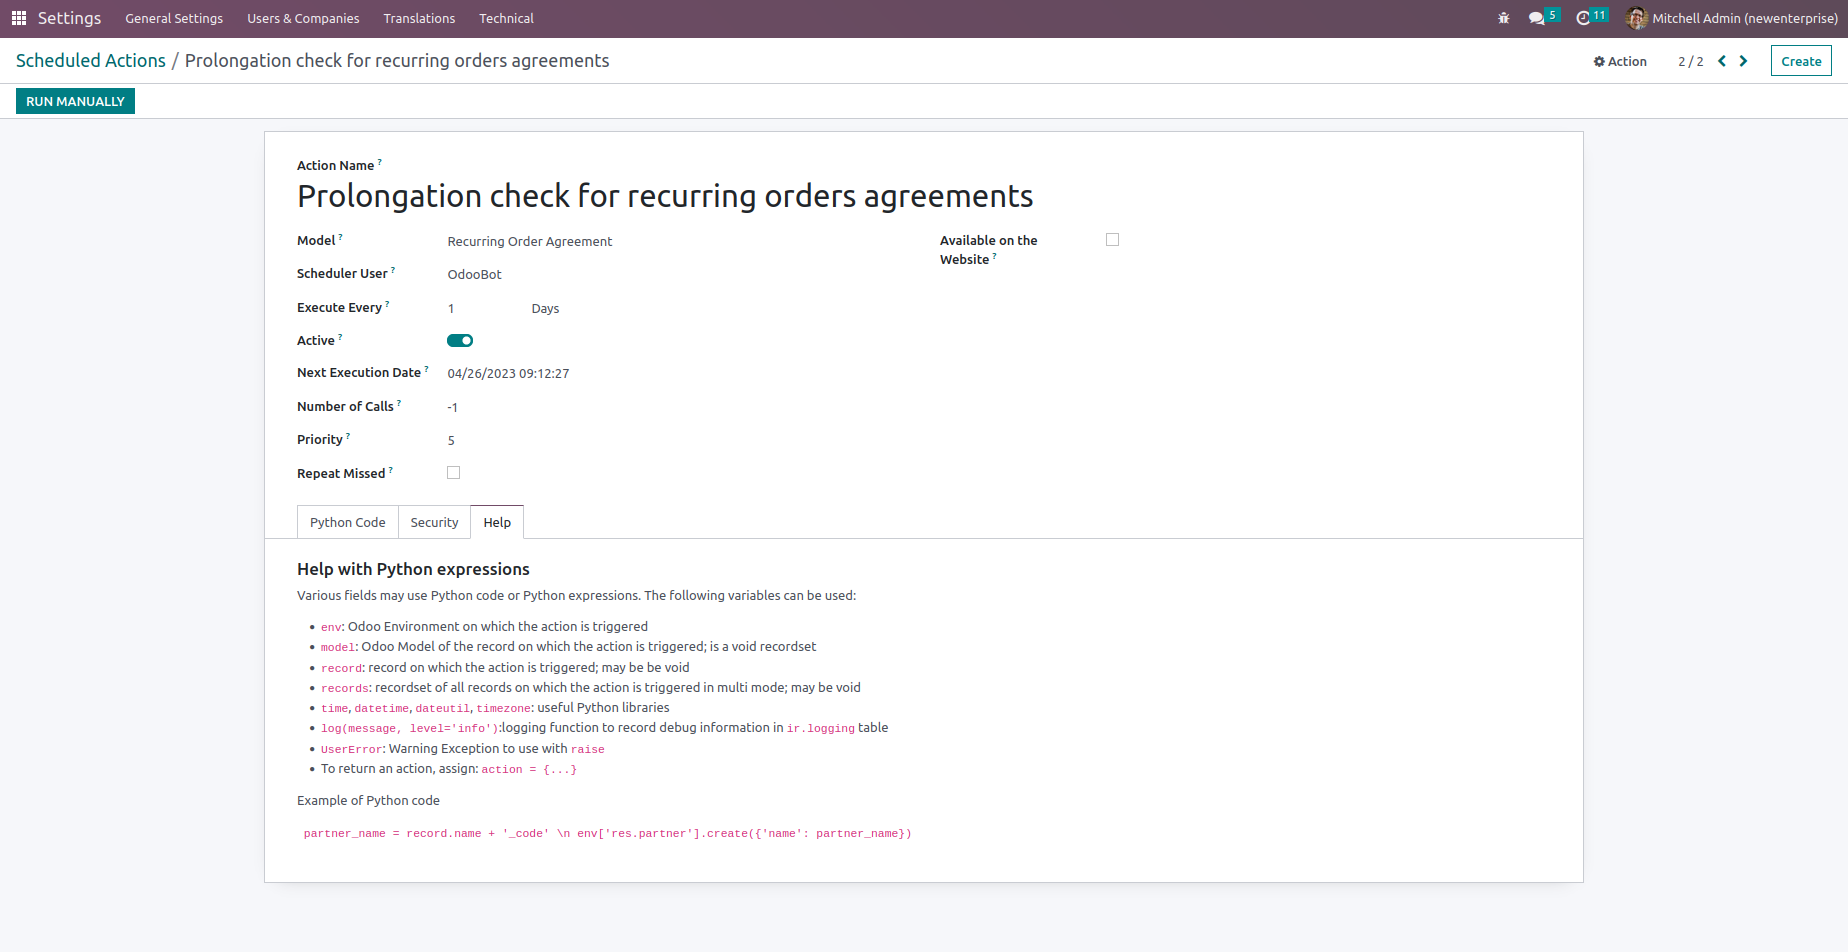 Settings General Settings Users & Companies Translations Technical 5 11 Mitchell Admin (newenterprise)
Scheduled Actions / Prolongation check for recurring orders agreements Action 2 / 2 Create
RUN MANUALLY
Action Name ?
Prolongation check for recurring orders agreements
Model ? Recurring Order Agreement
Available on the
Website ?
Scheduler User ? OdooBot
Execute Every ? 1 Days
Active ?
Next Execution Date ? 04/26/2023 09:12:27
Number of Calls ? -1
Priority ? 5
Repeat Missed ?
Python Code Security Help
Help with Python expressions
Various fields may use Python code or Python expressions. The following variables can be used:
• env: Odoo Environment on which the action is triggered
• model: Odoo Model of the record on which the action is triggered; is a void recordset
• record: record on which the action is triggered; may be be void
• records: recordset of all records on which the action is triggered in multi mode; may be void
• time, datetime, dateutil, timezone: useful Python libraries
• log(message, level='info'):logging function to record debug information in ir.logging table
• UserError: Warning Exception to use with raise
• To return an action, assign: action = {...}
Example of Python code
partner_name = record.name + '_code' \n env['res.partner'].create({'name': partner_name})